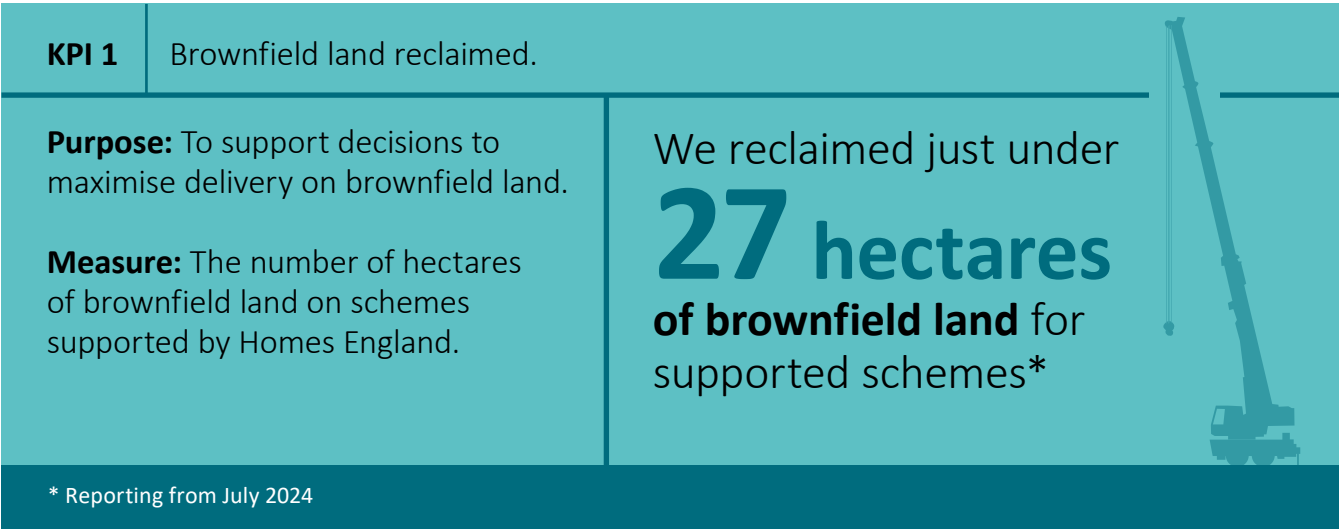 KPI 1
Brownfield land reclaimed.
Purpose: To support decisions to
maximise delivery on brownfield land.
Measure: The number of hectares
of brownfield land on schemes
supported by Homes England.
We reclaimed just under
27 hectares
of brownfield land for
supported schemes*
* Reporting from July 2024